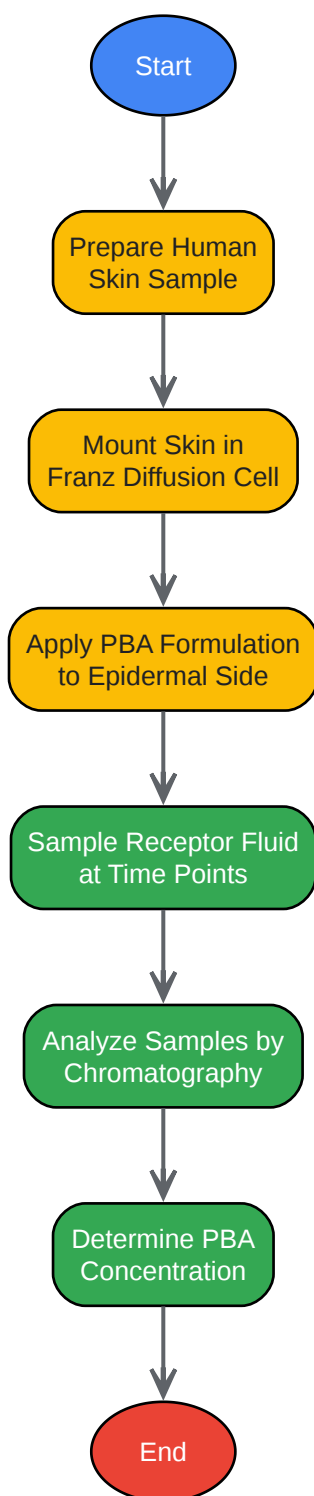 Start
Prepare Human
Skin Sample
Mount Skin in
Franz Diffusion Cell
Apply PBA Formulation
to Epidermal Side
Sample Receptor Fluid
at Time Points
Analyze Samples by
Chromatography
Determine PBA
Concentration
End